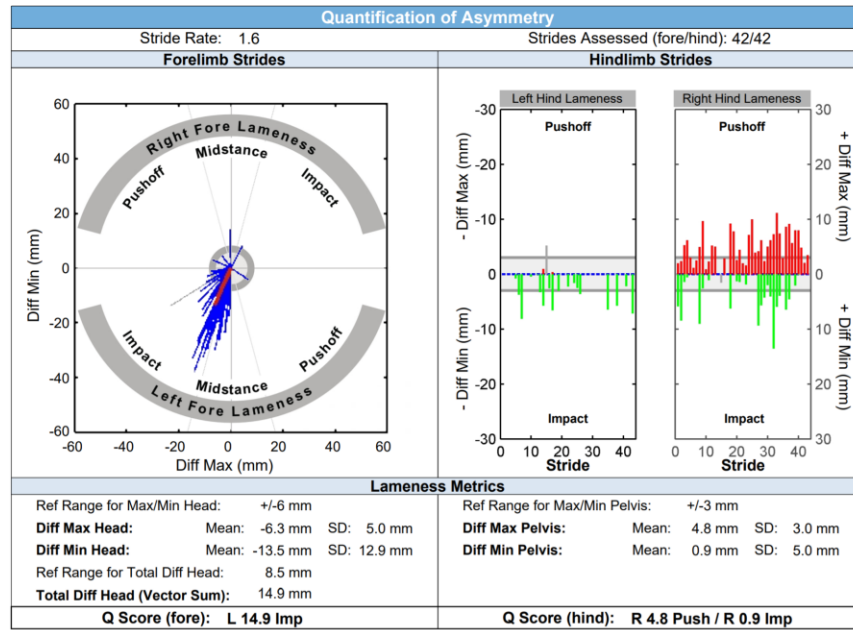 Quantification of Asymmetry
Stride Rate: 1.6
Strides Assessed (fore/hind): 42/42
Forelimb Strides
Hindlimb Strides
60
40
20
0
-20
-40
-60
Diff Min (mm)
-60 -40 -20 0 20 40 60
Diff Max (mm)
Right Fore Lameness
Pushoff
Midstance
Impact
Impact
Midstance
Pushoff
Left Fore Lameness
Left Hind Lameness
Right Hind Lameness
Pushoff
Pushoff
-30
-20
-10
0
-10
-20
-30
- Diff Max (mm)
- Diff Min (mm)
30
20
10
0
10
20
30
+ Diff Max (mm)
+ Diff Min (mm)
Impact
Impact
0 10 20 30 40
Stride
0 10 20 30 40
Stride
Lameness Metrics
Ref Range for Max/Min Head: +/-6 mm
Diff Max Head: Mean: -6.3 mm SD: 5.0 mm
Diff Min Head: Mean: -13.5 mm SD: 12.9 mm
Ref Range for Total Diff Head: 8.5 mm
Total Diff Head (Vector Sum): 14.9 mm
Ref Range for Max/Min Pelvis: +/-3 mm
Diff Max Pelvis: Mean: 4.8 mm SD: 3.0 mm
Diff Min Pelvis: Mean: 0.9 mm SD: 5.0 mm
Q Score (fore): L 14.9 Imp
Q Score (hind): R 4.8 Push / R 0.9 Imp